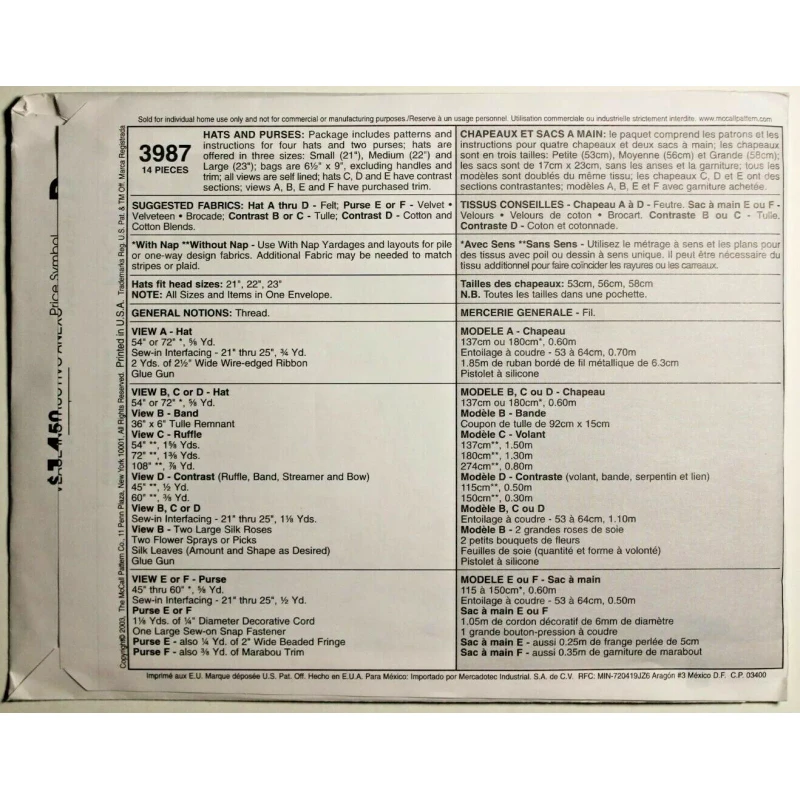 Sold for individual home use only and not for commercial or manufacturing purposes./Reserve à un usage personnel. Utilisation commerciale ou industrielle strictement interdite. www.mccallpattern.com
3987
14 PIECES
HATS AND PURSES: Package includes patterns and
instructions for four hats and two purses; hats are
offered in three sizes: Small (21"), Medium (22") and
Large (23"); bags are 6½" x 9", excluding handles and
trim; all views are self lined; hats C, D and E have contrast
sections; views A, B, E and F have purchased trim.
CHAPEAUX ET SACS A MAIN: le paquet comprend les patrons et les
instructions pour quatre chapeaux et deux sacs à main; les chapeaux
sont en trois tailles: Petite (53cm), Moyenne (56cm) et Grande (58cm);
les sacs sont de 17cm x 23cm, sans les anses et la garniture; tous les
modèles sont doublés du même tissu; les chapeaux C, D et E ont des
sections contrastantes; modèles A, B, E et F avec garniture achetée.
SUGGESTED FABRICS: Hat A thru D - Felt; Purse E or F - Velvet •
Velveteen • Brocade; Contrast B or C - Tulle; Contrast D - Cotton and
Cotton Blends.
TISSUS CONSEILLES - Chapeau A à D - Feutre. Sac à main E ou F -
Velours • Velours de coton • Brocart. Contraste B ou C - Tulle.
Contraste D - Coton et cotonnade.
*With Nap **Without Nap - Use With Nap Yardages and layouts for pile
or one-way design fabrics. Additional Fabric may be needed to match
stripes or plaid.
*Avec Sens **Sans Sens - Utilisez le métrage à sens et les plans pour
des tissus avec poil ou dessin à sens unique. Il peut être nécessaire du
tissu additionnel pour faire coïncider les rayures ou les carreaux.
Hats fit head sizes: 21", 22", 23"
NOTE: All Sizes and Items in One Envelope.
Tailles des chapeaux: 53cm, 56cm, 58cm
N.B. Toutes les tailles dans une pochette.
GENERAL NOTIONS: Thread.
MERCERIE GENERALE - Fil.
VIEW A - Hat
54" or 72" *, ⅝ Yd.
Sew-in Interfacing - 21" thru 25", ¾ Yd.
2 Yds. of 2½" Wide Wire-edged Ribbon
Glue Gun
MODELE A - Chapeau
137cm ou 180cm*, 0.60m
Entoilage à coudre - 53 à 64cm, 0.70m
1.85m de ruban bordé de fil métallique de 6.3cm
Pistolet à silicone
VIEW B, C or D - Hat
54" or 72" *, ⅝ Yd.
View B - Band
36" x 6" Tulle Remnant
View C - Ruffle
54" **, 1⅝ Yds.
72" **, 1⅜ Yds.
108" **, ⅞ Yd.
View D - Contrast (Ruffle, Band, Streamer and Bow)
45" **, ½ Yd.
60" **, ⅜ Yd.
View B, C or D
Sew-in Interfacing - 21" thru 25", 1⅛ Yds.
View B - Two Large Silk Roses
Two Flower Sprays or Picks
Silk Leaves (Amount and Shape as Desired)
Glue Gun
MODELE B, C ou D - Chapeau
137cm ou 180cm*, 0.60m
Modèle B - Bande
Coupon de tulle de 92cm x 15cm
Modèle C - Volant
137cm**, 1.50m
180cm**, 1.30m
274cm**, 0.80m
Modèle D - Contraste (volant, bande, serpentin et lien)
115cm**, 0.50m
150cm**, 0.30m
Modèle B, C ou D
Entoilage à coudre - 53 à 64cm, 1.10m
Modèle B - 2 grandes roses de soie
2 petits bouquets de fleurs
Feuilles de soie (quantité et forme à volonté)
Pistolet à silicone
VIEW E or F - Purse
45" thru 60" *, ⅝ Yd.
Sew-in Interfacing - 21" thru 25", ½ Yd.
Purse E or F
1⅛ Yds. of ¼" Diameter Decorative Cord
One Large Sew-on Snap Fastener
Purse E - also ¼ Yd. of 2" Wide Beaded Fringe
Purse F - also ⅜ Yd. of Marabou Trim
MODELE E ou F - Sac à main
115 à 150cm*, 0.60m
Entoilage à coudre - 53 à 64cm, 0.50m
Sac à main E ou F
1.05m de cordon décoratif de 6mm de diamètre
1 grande bouton-pression à coudre
Sac à main E - aussi 0.25m de frange perlée de 5cm
Sac à main F - aussi 0.35m de garniture de marabout
Imprimé aux E.U. Marque déposée U.S. Pat. Off. Hecho en E.U.A. Para México: Importado por Mercadotec Industrial. S.A. de C.V. RFC: MIN-720419JZ6 Aragón #3 México D.F. C.P. 03400
Copyright© 2003, The McCall Pattern Co., 11 Penn Plaza, New York 10001. All Rights Reserved. Printed in U.S.A. Trademarks Reg. U.S. Pat. & TM Off. Marca Registrada
Price Symbol